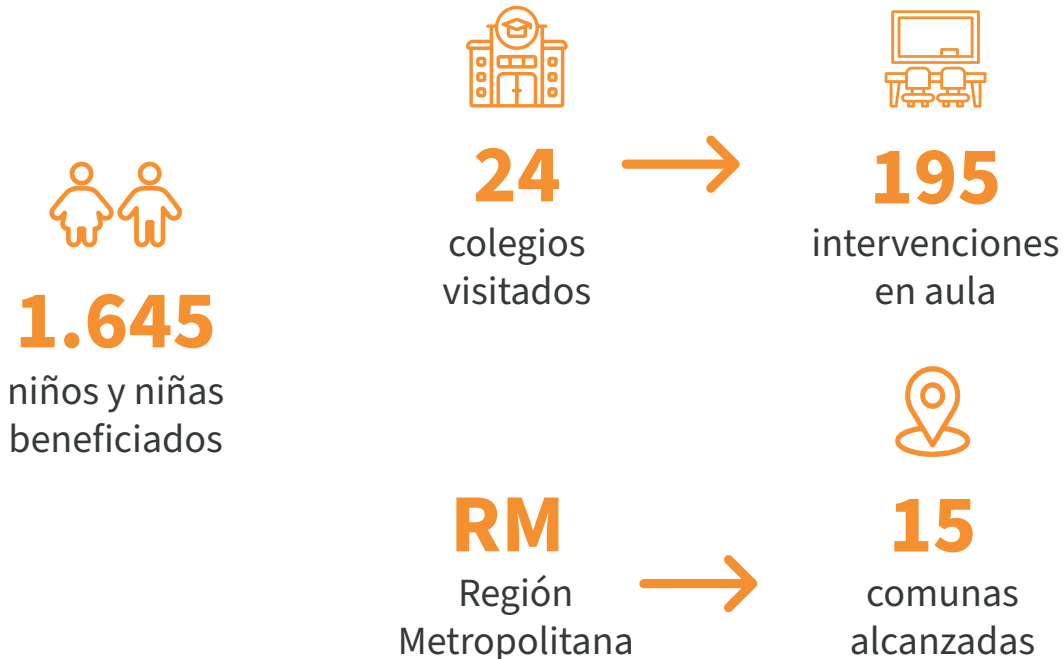 1.645
niños y niñas
beneficiados
24
colegios
visitados
195
intervenciones
en aula
RM
Región
Metropolitana
15
comunas
alcanzadas